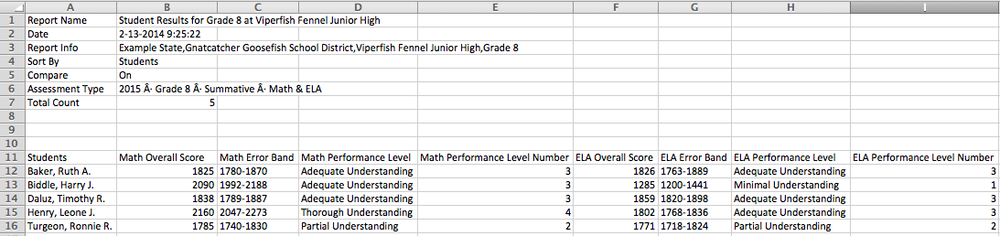 A B C D E F G H I
1 Report Name Student Results for Grade 8 at Viperfish Fennel Junior High
2 Date 2-13-2014 9:25:22
3 Report Info Example State,Gnatcatcher Goosefish School District,Viperfish Fennel Junior High,Grade 8
4 Sort By Students
5 Compare On
6 Assessment Type 2015 Â· Grade 8 Â· Summative Â· Math & ELA
7 Total Count 5
8
9
10
11 Students Math Overall Score Math Error Band Math Performance Level Math Performance Level Number ELA Overall Score ELA Error Band ELA Performance Level ELA Performance Level Number
12 Baker, Ruth A. 1825 1780-1870 Adequate Understanding 3 1826 1763-1889 Adequate Understanding 3
13 Biddle, Harry J. 2090 1992-2188 Adequate Understanding 3 1285 1200-1441 Minimal Understanding 1
14 Daluz, Timothy R. 1838 1789-1887 Adequate Understanding 3 1859 1820-1898 Adequate Understanding 3
15 Henry, Leone J. 2160 2047-2273 Thorough Understanding 4 1802 1768-1836 Adequate Understanding 3
16 Turgeon, Ronnie R. 1785 1740-1830 Partial Understanding 2 1771 1718-1824 Partial Understanding 2